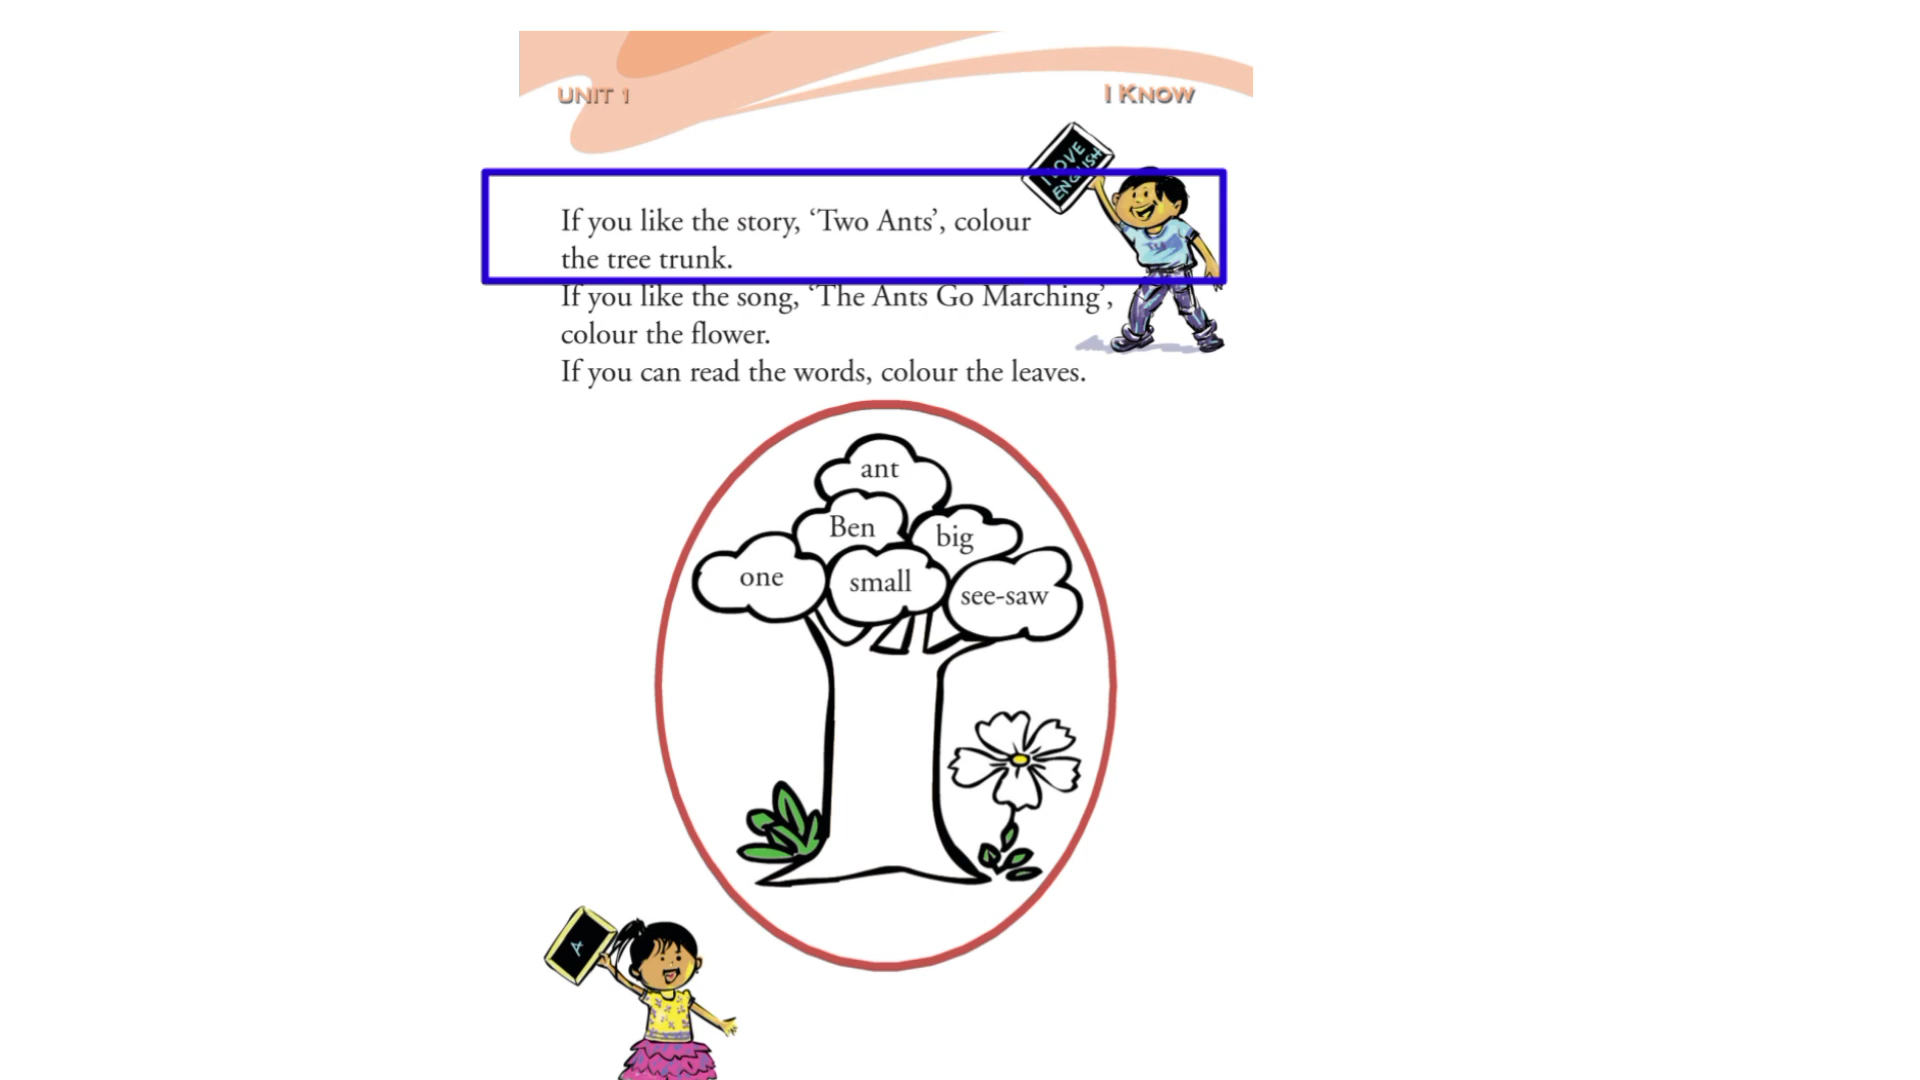 UNIT 1
I KNOW
I LOVE
ENGLISH
If you like the story, ‘Two Ants’, colour
the tree trunk.
If you like the song, ‘The Ants Go Marching’,
colour the flower.
If you can read the words, colour the leaves.
ant
Ben
big
one
small
see-saw
A